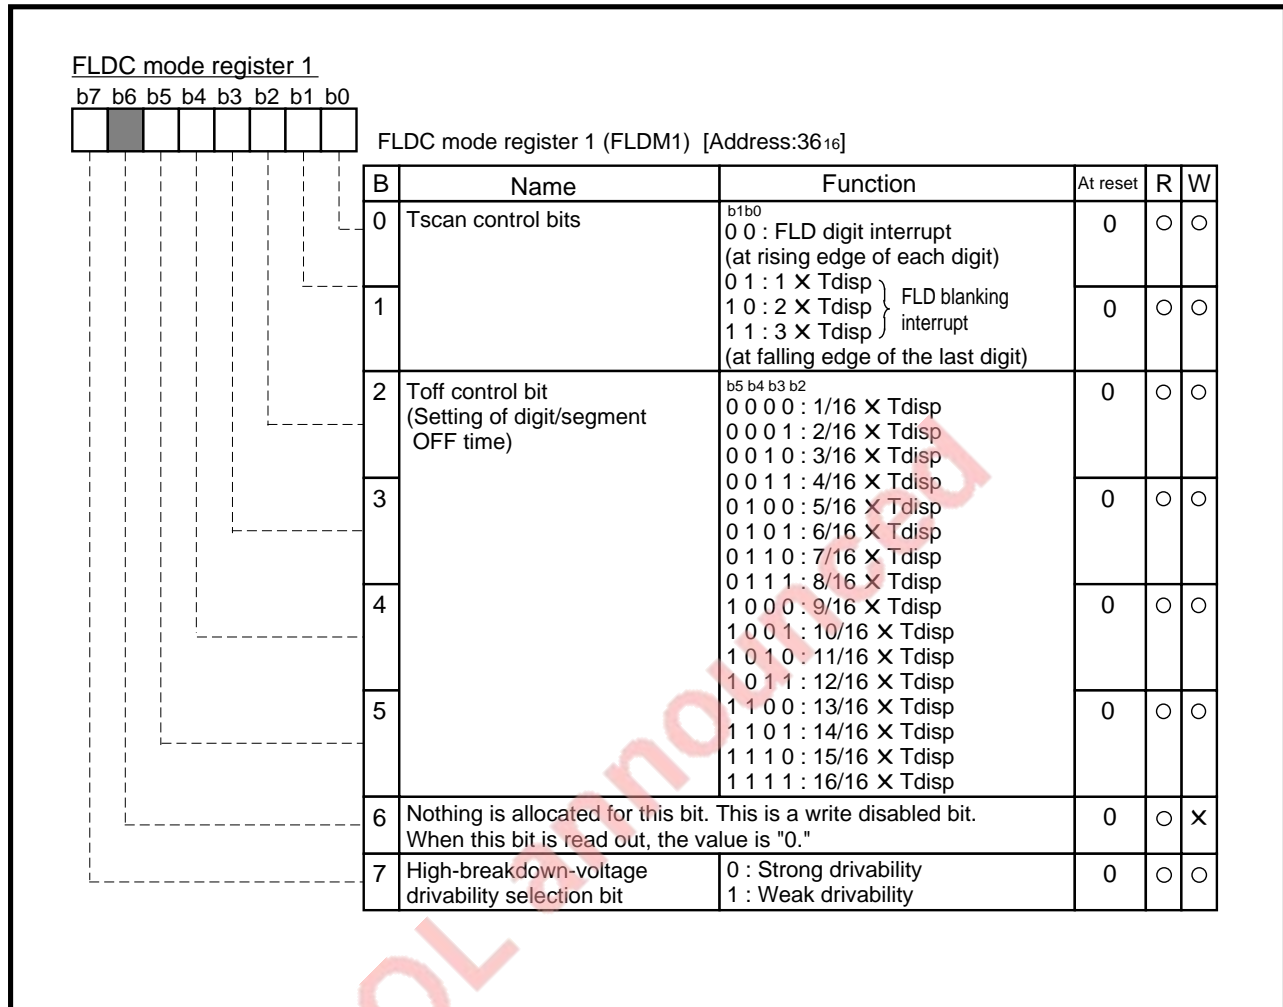 FLDC mode register 1
b7 b6 b5 b4 b3 b2 b1 b0
FLDC mode register 1 (FLDM1) [Address:3616]
B Name Function At reset R W
0 Tscan control bits b1b0 0 ○ ○
0 0 : FLD digit interrupt
(at rising edge of each digit)
0 1 : 1 ✕ Tdisp
1 1 0 : 2 ✕ Tdisp FLD blanking 0 ○ ○
1 1 : 3 ✕ Tdisp interrupt
(at falling edge of the last digit)
2 Toff control bit b5 b4 b3 b2 0 ○ ○
(Setting of digit/segment 0 0 0 0 : 1/16 ✕ Tdisp
OFF time) 0 0 0 1 : 2/16 ✕ Tdisp
0 0 1 0 : 3/16 ✕ Tdisp
0 0 1 1 : 4/16 ✕ Tdisp
3 0 1 0 0 : 5/16 ✕ Tdisp 0 ○ ○
0 1 0 1 : 6/16 ✕ Tdisp
0 1 1 0 : 7/16 ✕ Tdisp
0 1 1 1 : 8/16 ✕ Tdisp
4 1 0 0 0 : 9/16 ✕ Tdisp 0 ○ ○
1 0 0 1 : 10/16 ✕ Tdisp
1 0 1 0 : 11/16 ✕ Tdisp
1 0 1 1 : 12/16 ✕ Tdisp
5 1 1 0 0 : 13/16 ✕ Tdisp 0 ○ ○
1 1 0 1 : 14/16 ✕ Tdisp
1 1 1 0 : 15/16 ✕ Tdisp
1 1 1 1 : 16/16 ✕ Tdisp
6 Nothing is allocated for this bit. This is a write disabled bit. 0 ○ ✕
When this bit is read out, the value is "0."
7 High-breakdown-voltage 0 : Strong drivability 0 ○ ○
drivability selection bit 1 : Weak drivability
OL announced